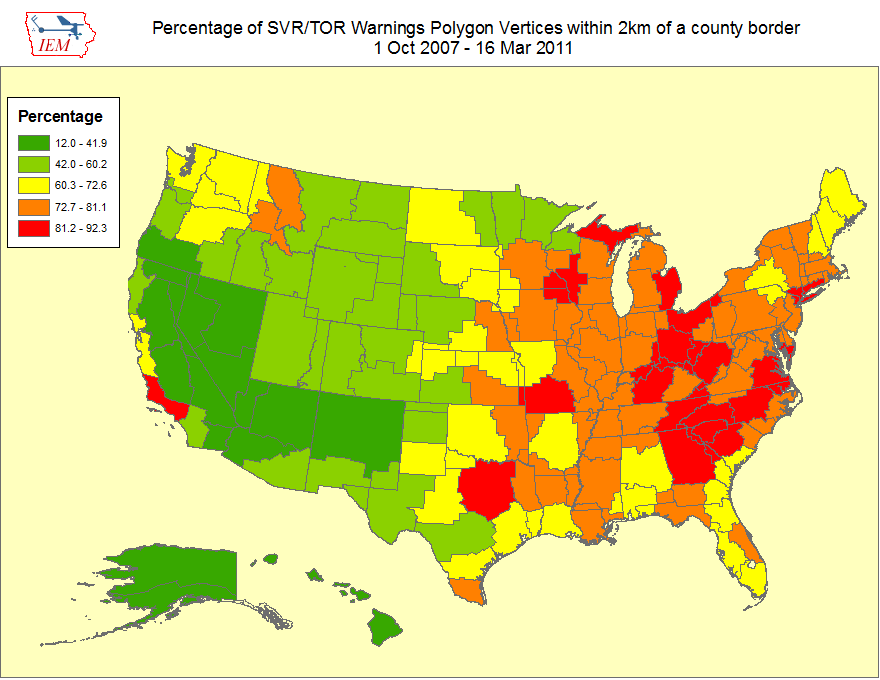 IEM
Percentage of SVR/TOR Warnings Polygon Vertices within 2km of a county border
1 Oct 2007 - 16 Mar 2011
Percentage
12.0 - 41.9
42.0 - 60.2
60.3 - 72.6
72.7 - 81.1
81.2 - 92.3